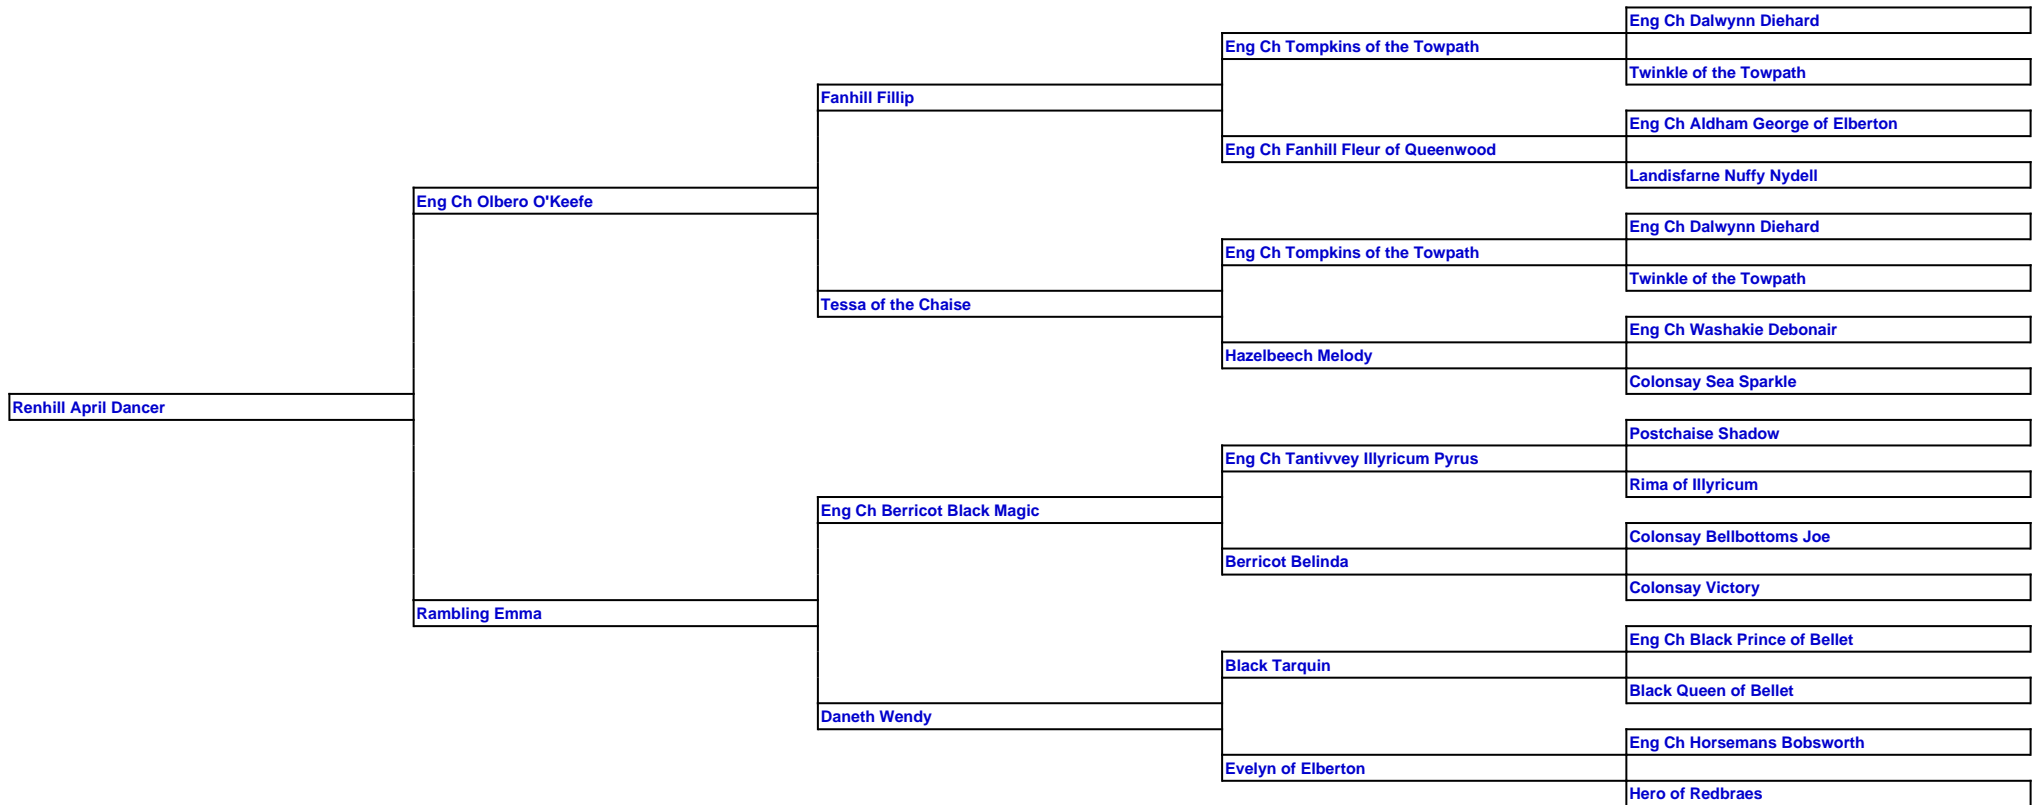 Eng Ch Dalwynn Diehard
Eng Ch Tompkins of the Towpath
Twinkle of the Towpath
Fanhill Fillip
Eng Ch Aldham George of Elberton
Eng Ch Fanhill Fleur of Queenwood
Landisfarne Nuffy Nydell
Eng Ch Olbero O'Keefe
Eng Ch Dalwynn Diehard
Eng Ch Tompkins of the Towpath
Twinkle of the Towpath
Tessa of the Chaise
Eng Ch Washakie Debonair
Hazelbeech Melody
Colonsay Sea Sparkle
Renhill April Dancer
Postchaise Shadow
Eng Ch Tantivvey Illyricum Pyrus
Rima of Illyricum
Eng Ch Berricot Black Magic
Colonsay Bellbottoms Joe
Berricot Belinda
Colonsay Victory
Rambling Emma
Eng Ch Black Prince of Bellet
Black Tarquin
Black Queen of Bellet
Daneth Wendy
Eng Ch Horsemans Bobsworth
Evelyn of Elberton
Hero of Redbraes